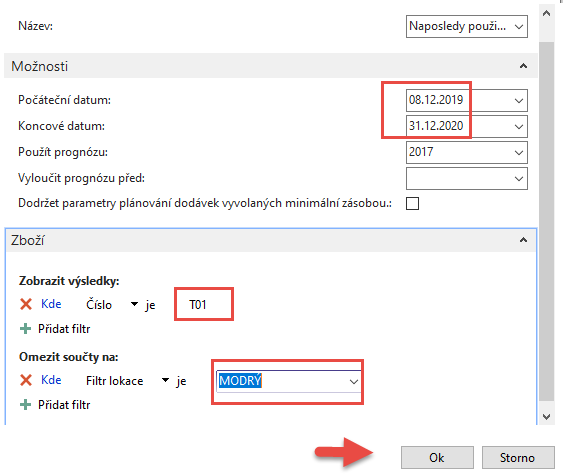 Název: Naposledy použi...
Možnosti
Počáteční datum: 08.12.2019
Koncové datum: 31.12.2020
Použít prognózu: 2017
Vyloučit prognózu před:
Dodržet parametry plánování dodávek vyvolaných minimální zásobou.:
Zboží
Zobrazit výsledky:
Kde Číslo je T01
Přidat filtr
Omezit součty na:
Kde Filtr lokace je MODRÝ
Přidat filtr
Ok Storno